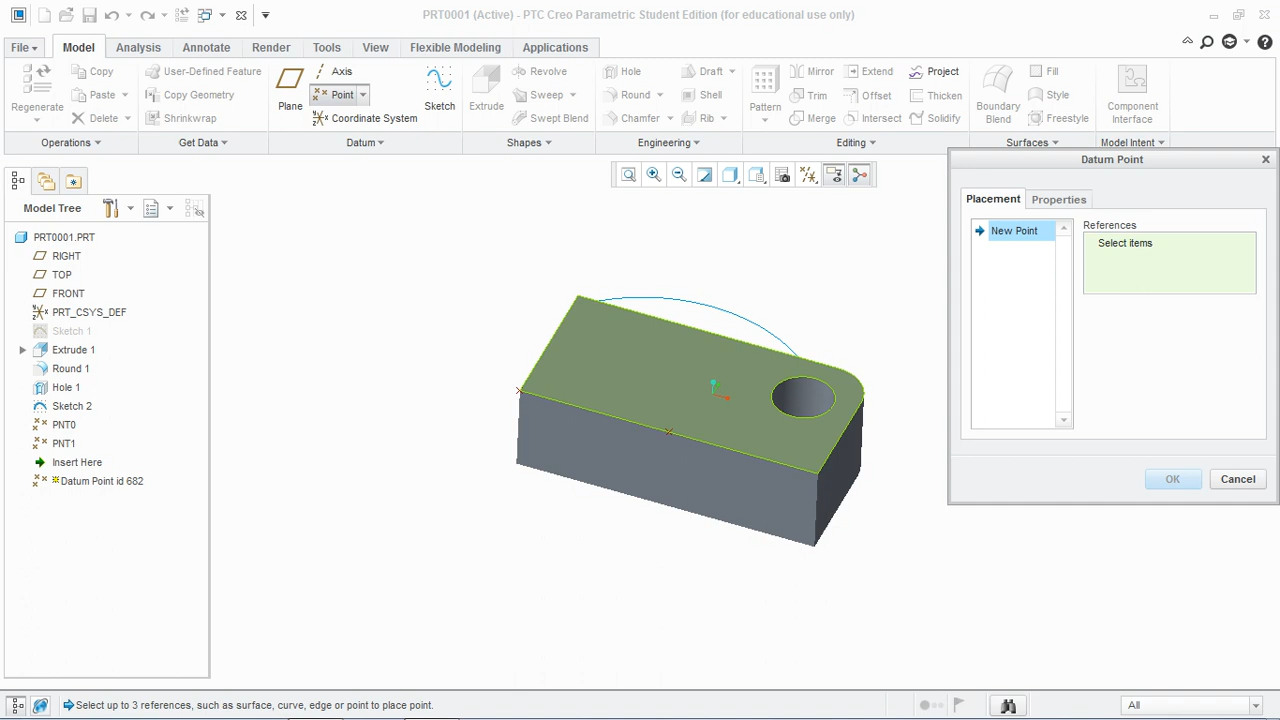 PRT0001 (Active) - PTC Creo Parametric Student Edition (for educational use only)
File Model Analysis Annotate Render Tools View Flexible Modeling Applications
Regenerate
Copy
Paste
Delete
Operations
User-Defined Feature
Copy Geometry
Shrinkwrap
Get Data
Plane
Axis
Point
Coordinate System
Sketch
Datum
Extrude
Revolve
Sweep
Swept Blend
Shapes
Hole
Round
Chamfer
Draft
Shell
Rib
Engineering
Pattern
Mirror
Trim
Merge
Extend
Offset
Intersect
Project
Thicken
Solidify
Editing
Boundary
Blend
Fill
Style
Freestyle
Surfaces
Component
Interface
Model Intent
Model Tree
PRT0001.PRT
RIGHT
TOP
FRONT
PRT_CSYS_DEF
Sketch 1
Extrude 1
Round 1
Hole 1
Sketch 2
PNT0
PNT1
Insert Here
Datum Point id 682
Datum Point
Placement Properties
New Point
References
Select items
OK Cancel
Select up to 3 references, such as surface, curve, edge or point to place point.
All